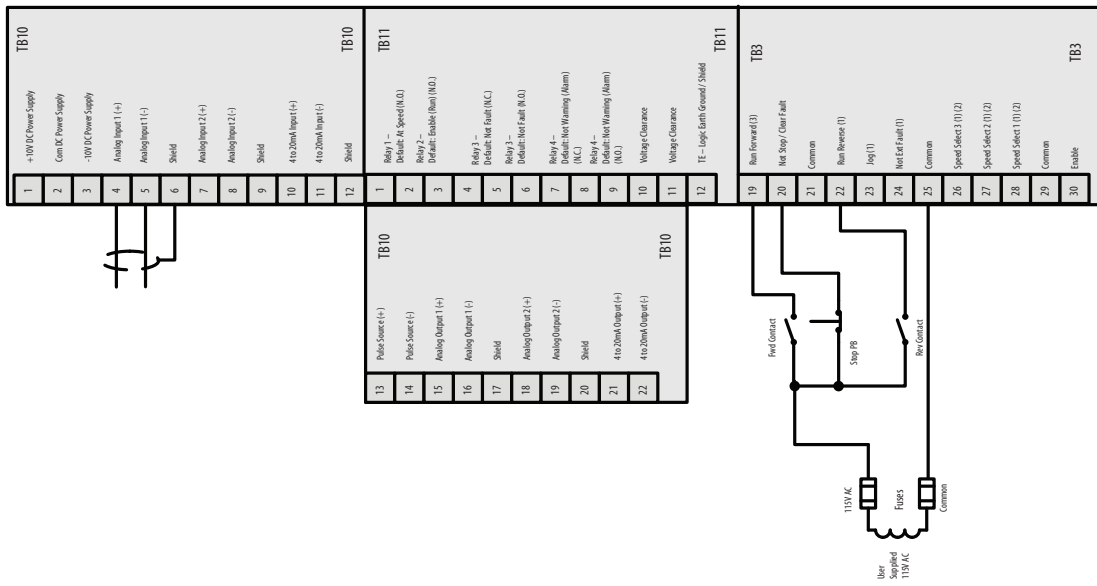 TB10
TB10
1
+10V DC Power Supply
2
Com DC Power Supply
3
-10V DC Power Supply
4
Analog Input 1 (+)
5
Analog Input 1 (-)
6
Shield
7
Analog Input 2 (+)
8
Analog Input 2 (-)
9
Shield
10
4 to 20mA Input (+)
11
4 to 20mA Input (-)
12
Shield
TB11
TB11
1
Relay 1 –
Default: At Speed (N.O.)
2
Relay 2 –
Default: Enable (Run) (N.O.)
3
4
Relay 3 –
Default: Not Fault (N.C.)
5
Relay 3 –
Default: Not Fault (N.O.)
6
7
Relay 4 –
Default: Not Warning (Alarm)
(N.C.)
8
Relay 4 –
Default: Not Warning (Alarm)
(N.O.)
9
10
Voltage Clearance
11
Voltage Clearance
12
TE – Logic Earth Ground / Shield
TB3
TB3
19
Run Forward (3)
20
Not Stop / Clear Fault
21
Common
22
Run Reverse (1)
23
Jog (1)
24
Not Ext Fault (1)
25
Common
26
Speed Select 3 (1) (2)
27
Speed Select 2 (1) (2)
28
Speed Select 1 (1) (2)
29
Common
30
Enable
TB10
TB10
13
Pulse Source (+)
14
Pulse Source (-)
15
Analog Output 1 (+)
16
Analog Output 1 (-)
17
Shield
18
Analog Output 2 (+)
19
Analog Output 2 (-)
20
Shield
21
4 to 20mA Output (+)
22
4 to 20mA Output (-)
Fwd Contact
Stop PB
Rev Contact
115V AC
Fuses
Common
User
Supplied
115V AC